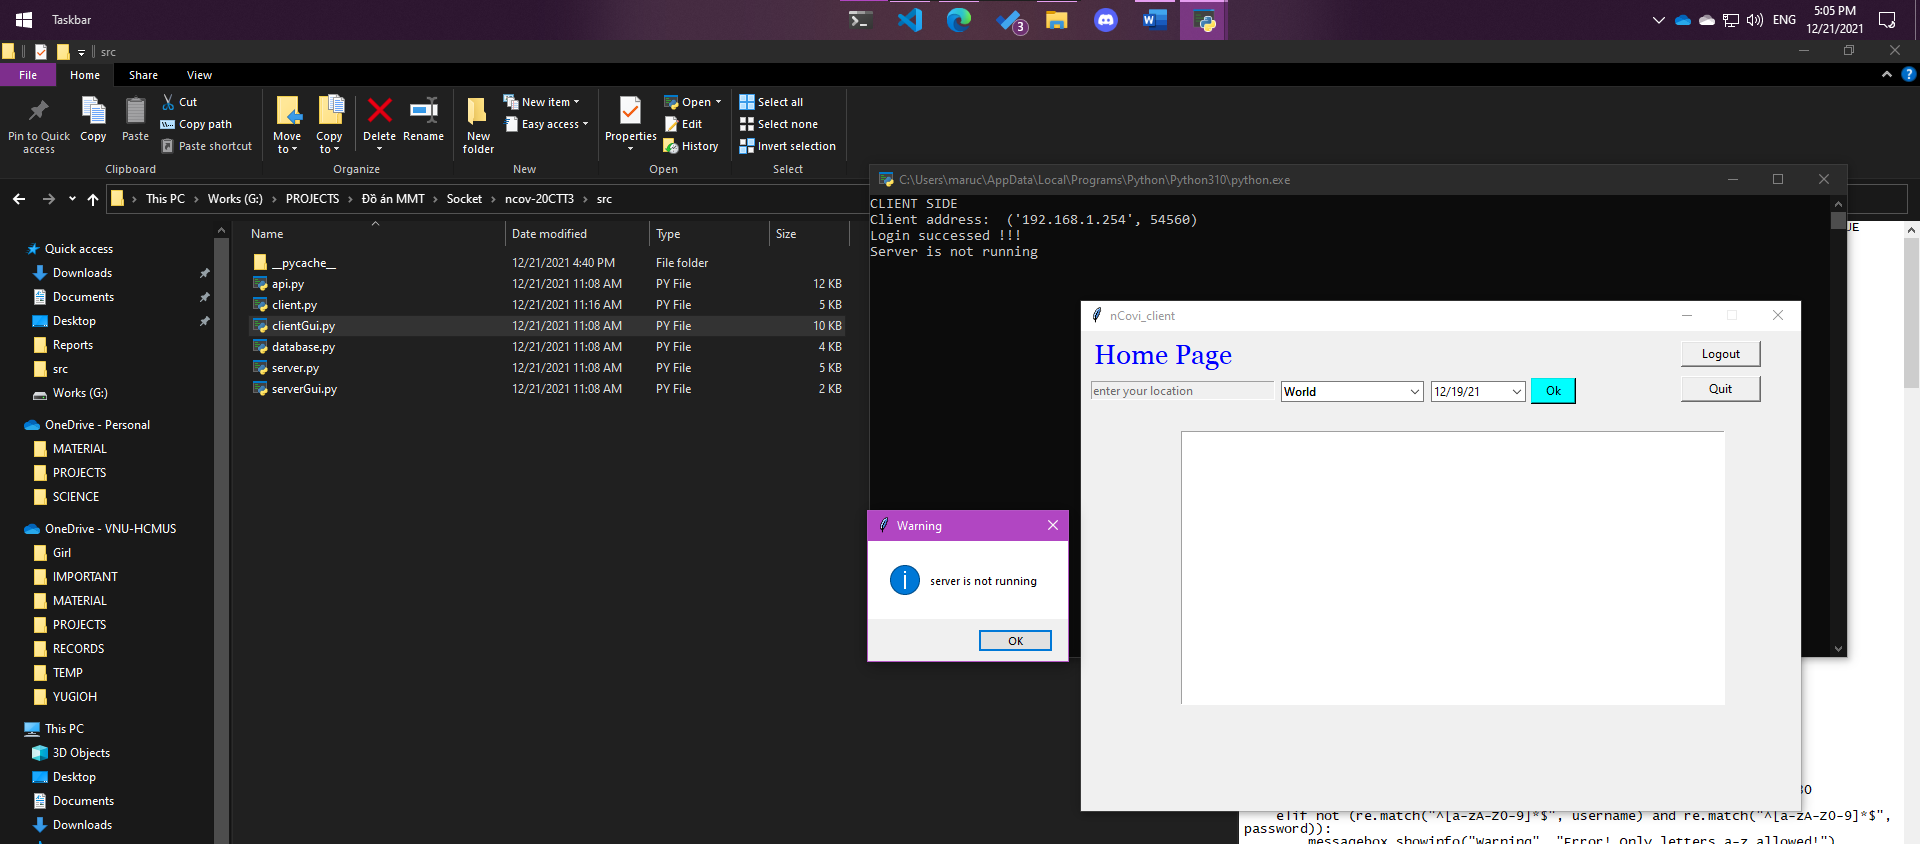 Taskbar
3
ENG
5:05 PM
12/21/2021
src
File
Home
Share
View
Pin to Quick access
Copy
Paste
Cut
Copy path
Paste shortcut
Clipboard
Move to
Copy to
Delete
Rename
Organize
New folder
New item
Easy access
New
Properties
Open
Edit
History
Open
Select all
Select none
Invert selection
Select
This PC > Works (G:) > PROJECTS > Đồ án MMT > Socket > ncov-20CTT3 > src
Quick access
Downloads
Documents
Desktop
Reports
src
Works (G:)
OneDrive - Personal
MATERIAL
PROJECTS
SCIENCE
OneDrive - VNU-HCMUS
Girl
IMPORTANT
MATERIAL
PROJECTS
RECORDS
TEMP
YUGIOH
This PC
3D Objects
Desktop
Documents
Downloads
Name Date modified Type Size
__pycache__ 12/21/2021 4:40 PM File folder
api.py 12/21/2021 11:08 AM PY File 12 KB
client.py 12/21/2021 11:16 AM PY File 5 KB
clientGui.py 12/21/2021 11:08 AM PY File 10 KB
database.py 12/21/2021 11:08 AM PY File 4 KB
server.py 12/21/2021 11:08 AM PY File 5 KB
serverGui.py 12/21/2021 11:08 AM PY File 2 KB
C:\Users\maruc\AppData\Local\Programs\Python\Python310\python.exe
CLIENT SIDE
Client address:  ('192.168.1.254', 54560)
Login successed !!!
Server is not running
UE
nCovi_client
Home Page
Logout
enter your location
World
12/19/21
Ok
Quit
Warning
server is not running
OK
elif not (re.match("^[a-zA-Z0-9]*$", username) and re.match("^[a-zA-Z0-9]*$",
password)):
messagebox.showinfo("Warning", "Error! Only letters a-z allowed!")